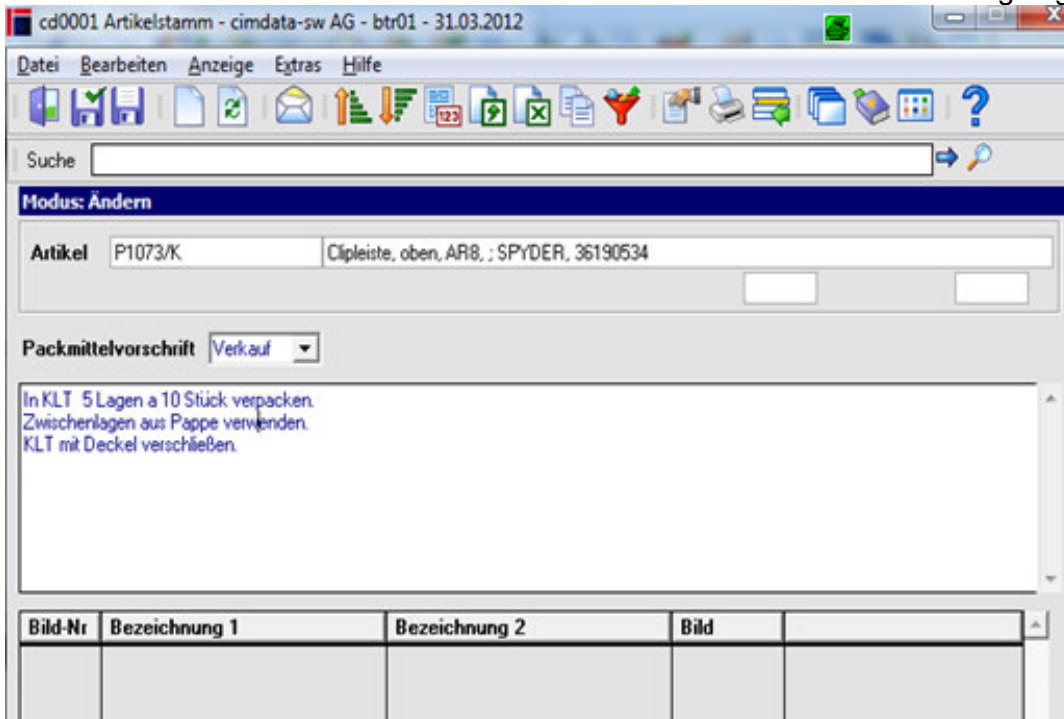 cd0001 Artikelstamm - cimdata-sw AG - btr01 - 31.03.2012
Datei Bearbeiten Anzeige Extras Hilfe
123
Suche
Modus: Ändern
Artikel P1073/K Clipleiste, oben, AR8, ; SPYDER, 36190534
Packmittelvorschrift Verkauf
In KLT 5 Lagen a 10 Stück verpacken.
Zwischenlagen aus Pappe verwenden.
KLT mit Deckel verschließen.
Bild-Nr Bezeichnung 1 Bezeichnung 2 Bild